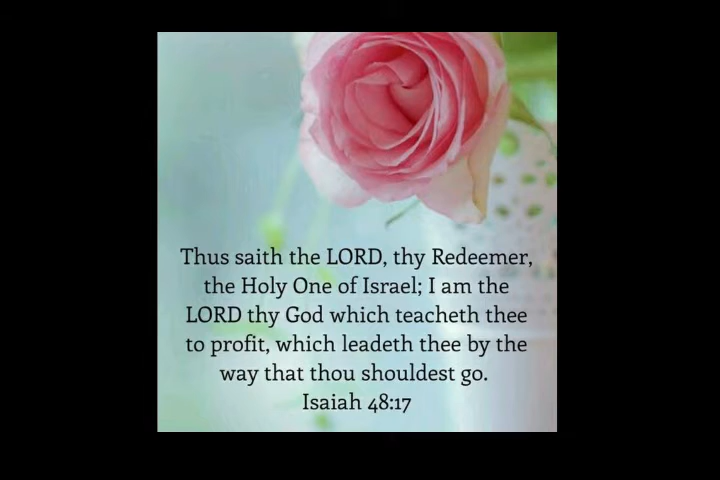 Thus saith the LORD, thy Redeemer,
the Holy One of Israel; I am the
LORD thy God which teacheth thee
to profit, which leadeth thee by the
way that thou shouldest go.
Isaiah 48:17